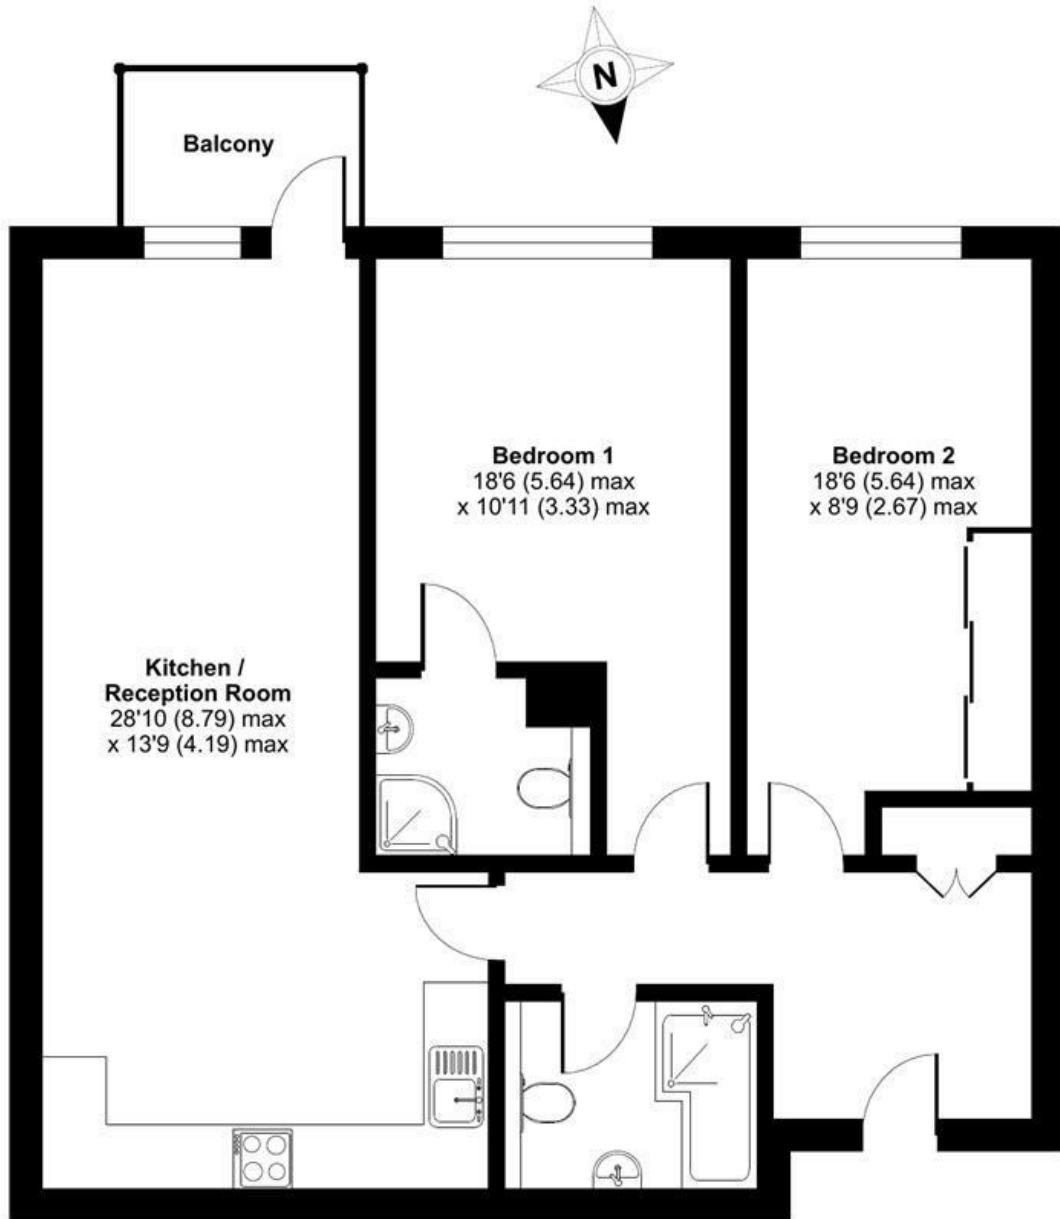 N
Balcony
Bedroom 1
18'6 (5.64) max
x 10'11 (3.33) max
Bedroom 2
18'6 (5.64) max
x 8'9 (2.67) max
Kitchen /
Reception Room
28'10 (8.79) max
x 13'9 (4.19) max